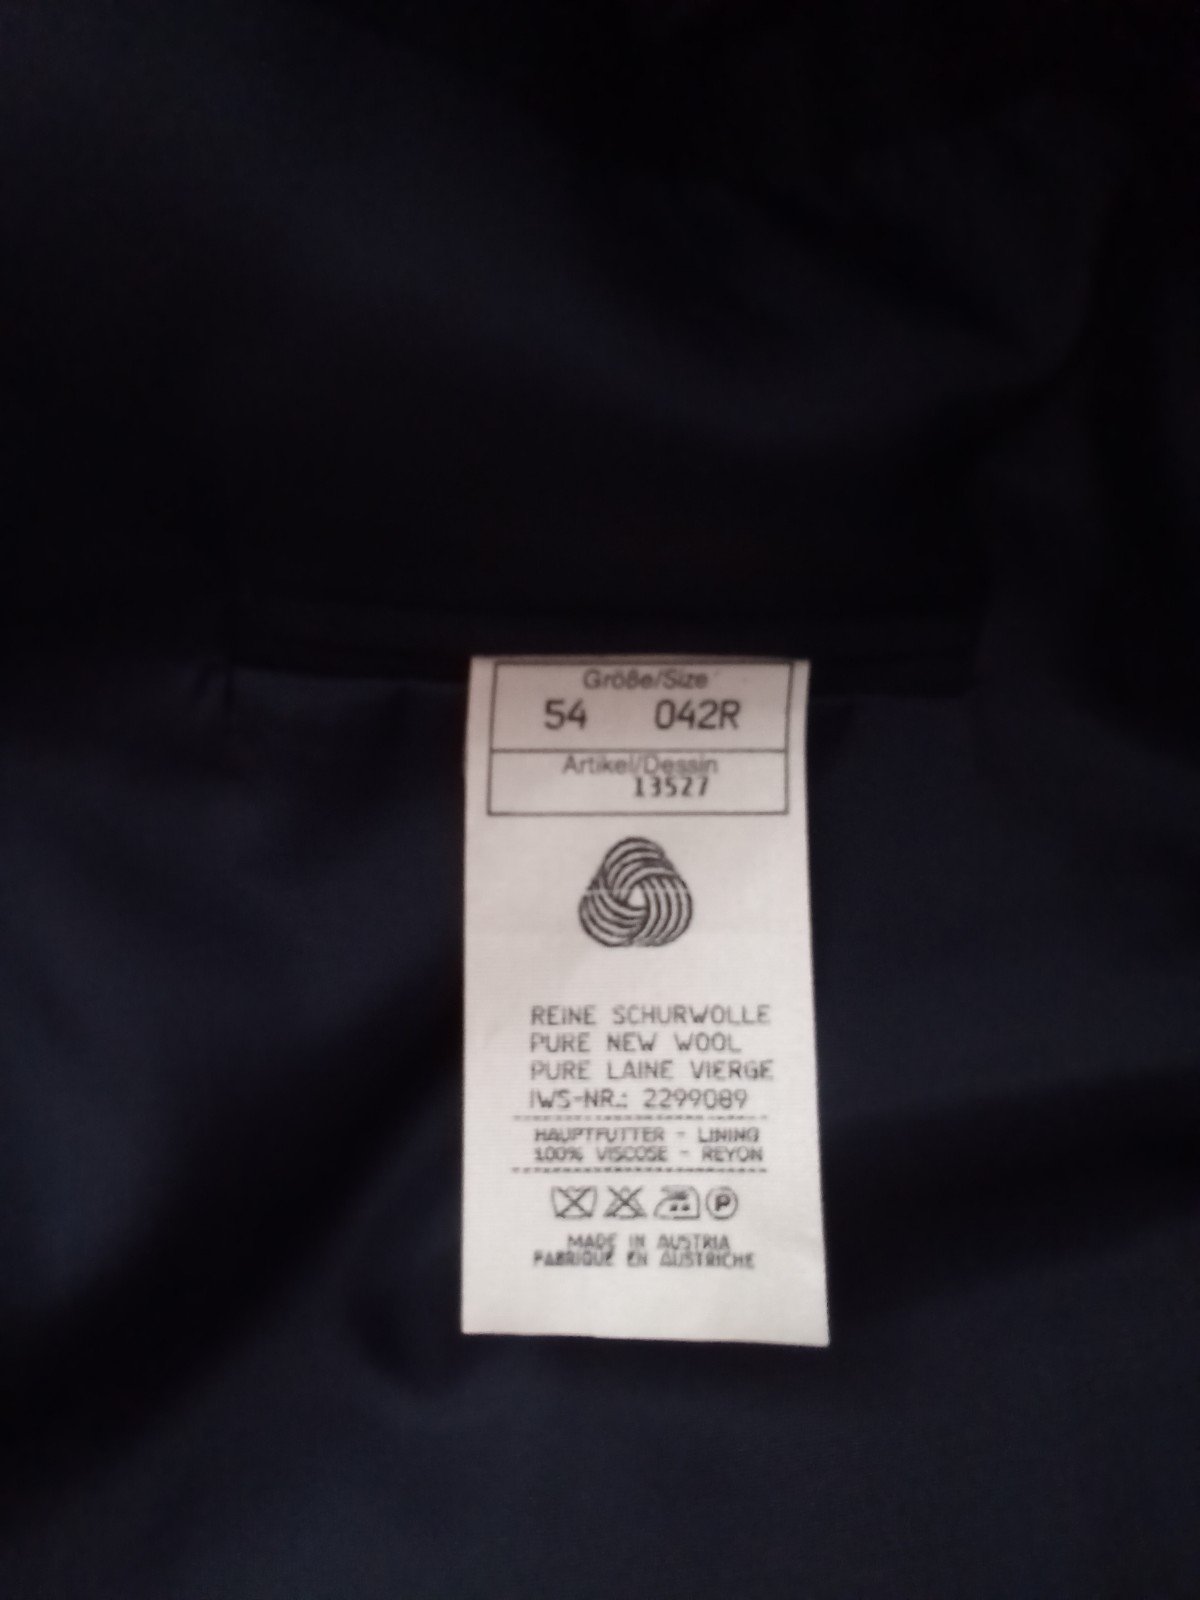 Größe/Size
54 042R
Artikel/Dessin
13527
REINE SCHURWOLLE
PURE NEW WOOL
PURE LAINE VIERGE
IWS-NR.: 2299089
HAUPTFUTTER - LINING
100% VISCOSE - REYON
P
MADE IN AUSTRIA
FABRIQUÉ EN AUSTRICHE